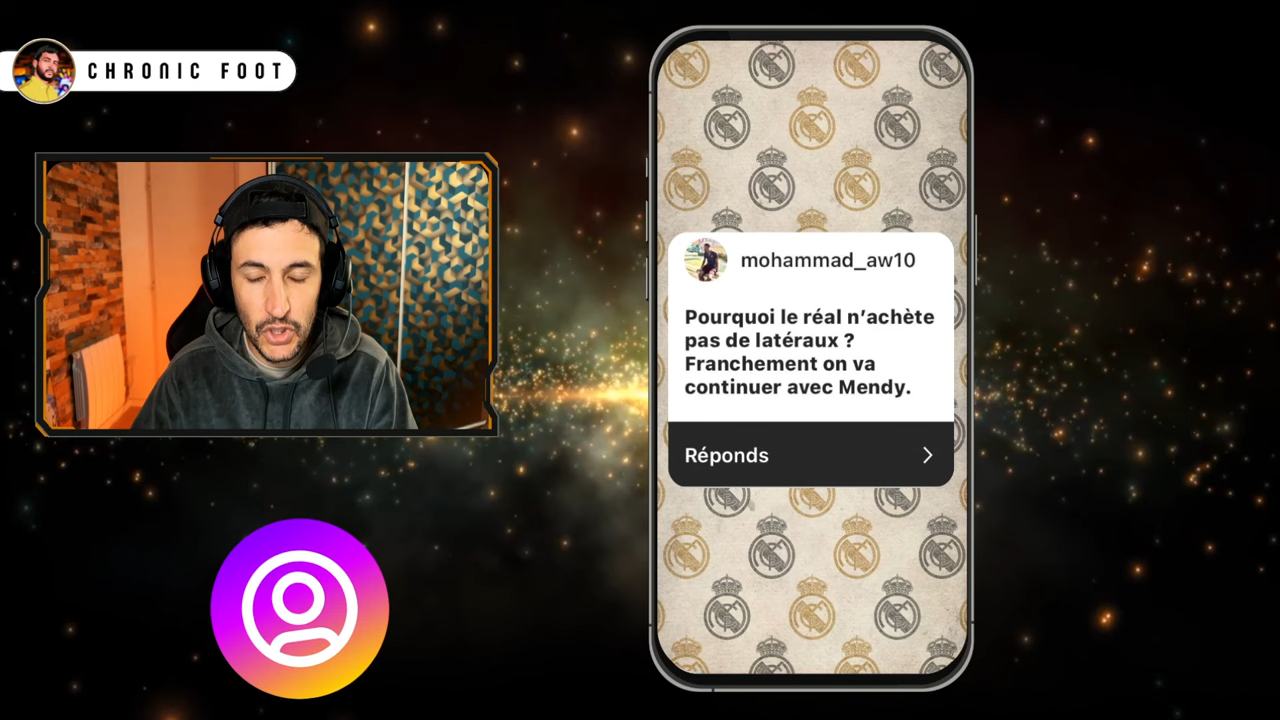 CHRONIC FOOT
mohammad_aw10
Pourquoi le réal n’achète
pas de latéraux ?
Franchement on va
continuer avec Mendy.
Réponds